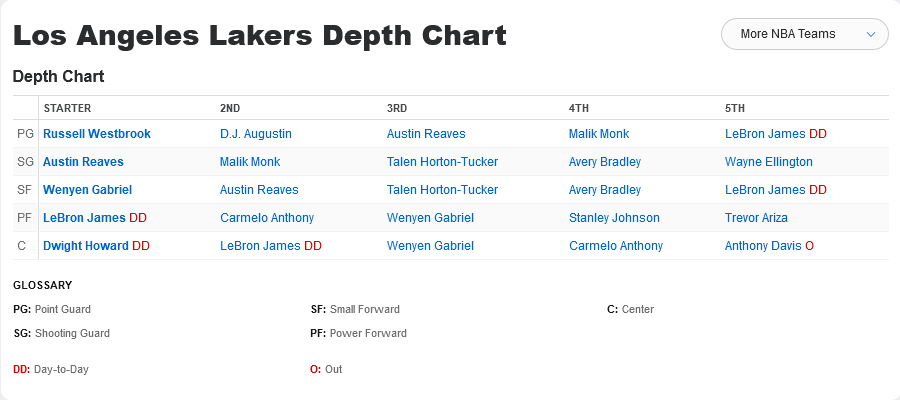 Los Angeles Lakers Depth Chart
More NBA Teams
Depth Chart
STARTER 2ND 3RD 4TH 5TH
PG Russell Westbrook D.J. Augustin Austin Reaves Malik Monk LeBron James DD
SG Austin Reaves Malik Monk Talen Horton-Tucker Avery Bradley Wayne Ellington
SF Wenyen Gabriel Austin Reaves Talen Horton-Tucker Avery Bradley LeBron James DD
PF LeBron James DD Carmelo Anthony Wenyen Gabriel Stanley Johnson Trevor Ariza
C Dwight Howard DD LeBron James DD Wenyen Gabriel Carmelo Anthony Anthony Davis O
GLOSSARY
PG: Point Guard SF: Small Forward C: Center
SG: Shooting Guard PF: Power Forward
DD: Day-to-Day O: Out